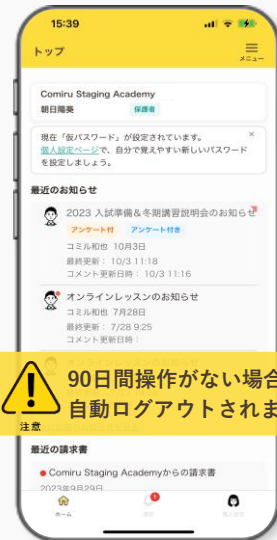 15:39
トップ
メニュー
Comiru Staging Academy
朝日陽葵 保護者
現在「仮パスワード」が設定されています。
個人設定ページで、自分で覚えやすい新しいパスワード
を設定しましょう。
×
最近のお知らせ
2023 入試準備&冬期講習説明会のお知らせ
アンケート付 アンケート付き
コミル和也 10月3日
最終更新: 10/3 11:18
コメント更新日時: 10/3 11:16
オンラインレッスンのお知らせ
コミル和也 7月28日
最終更新: 7/28 9:25
コメント更新日時:
注意
90日間操作がない場合
自動ログアウトされま
最近の請求書
Comiru Staging Academyからの請求書
2023年9月29日
ホーム